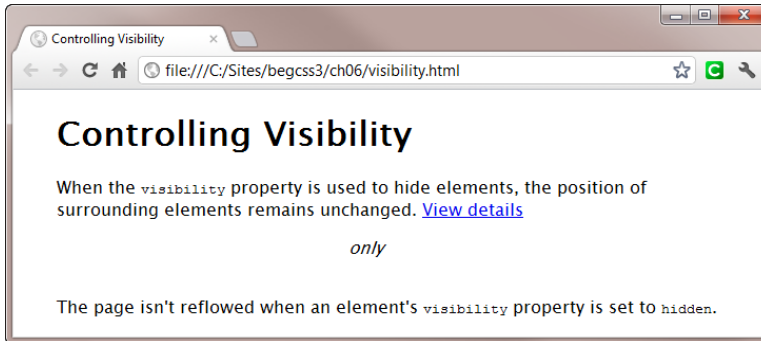 Controlling Visibility
file:///C:/Sites/begcss3/ch06/visibility.html
Controlling Visibility
When the visibility property is used to hide elements, the position of
surrounding elements remains unchanged. View details
only
The page isn't reflowed when an element's visibility property is set to hidden.